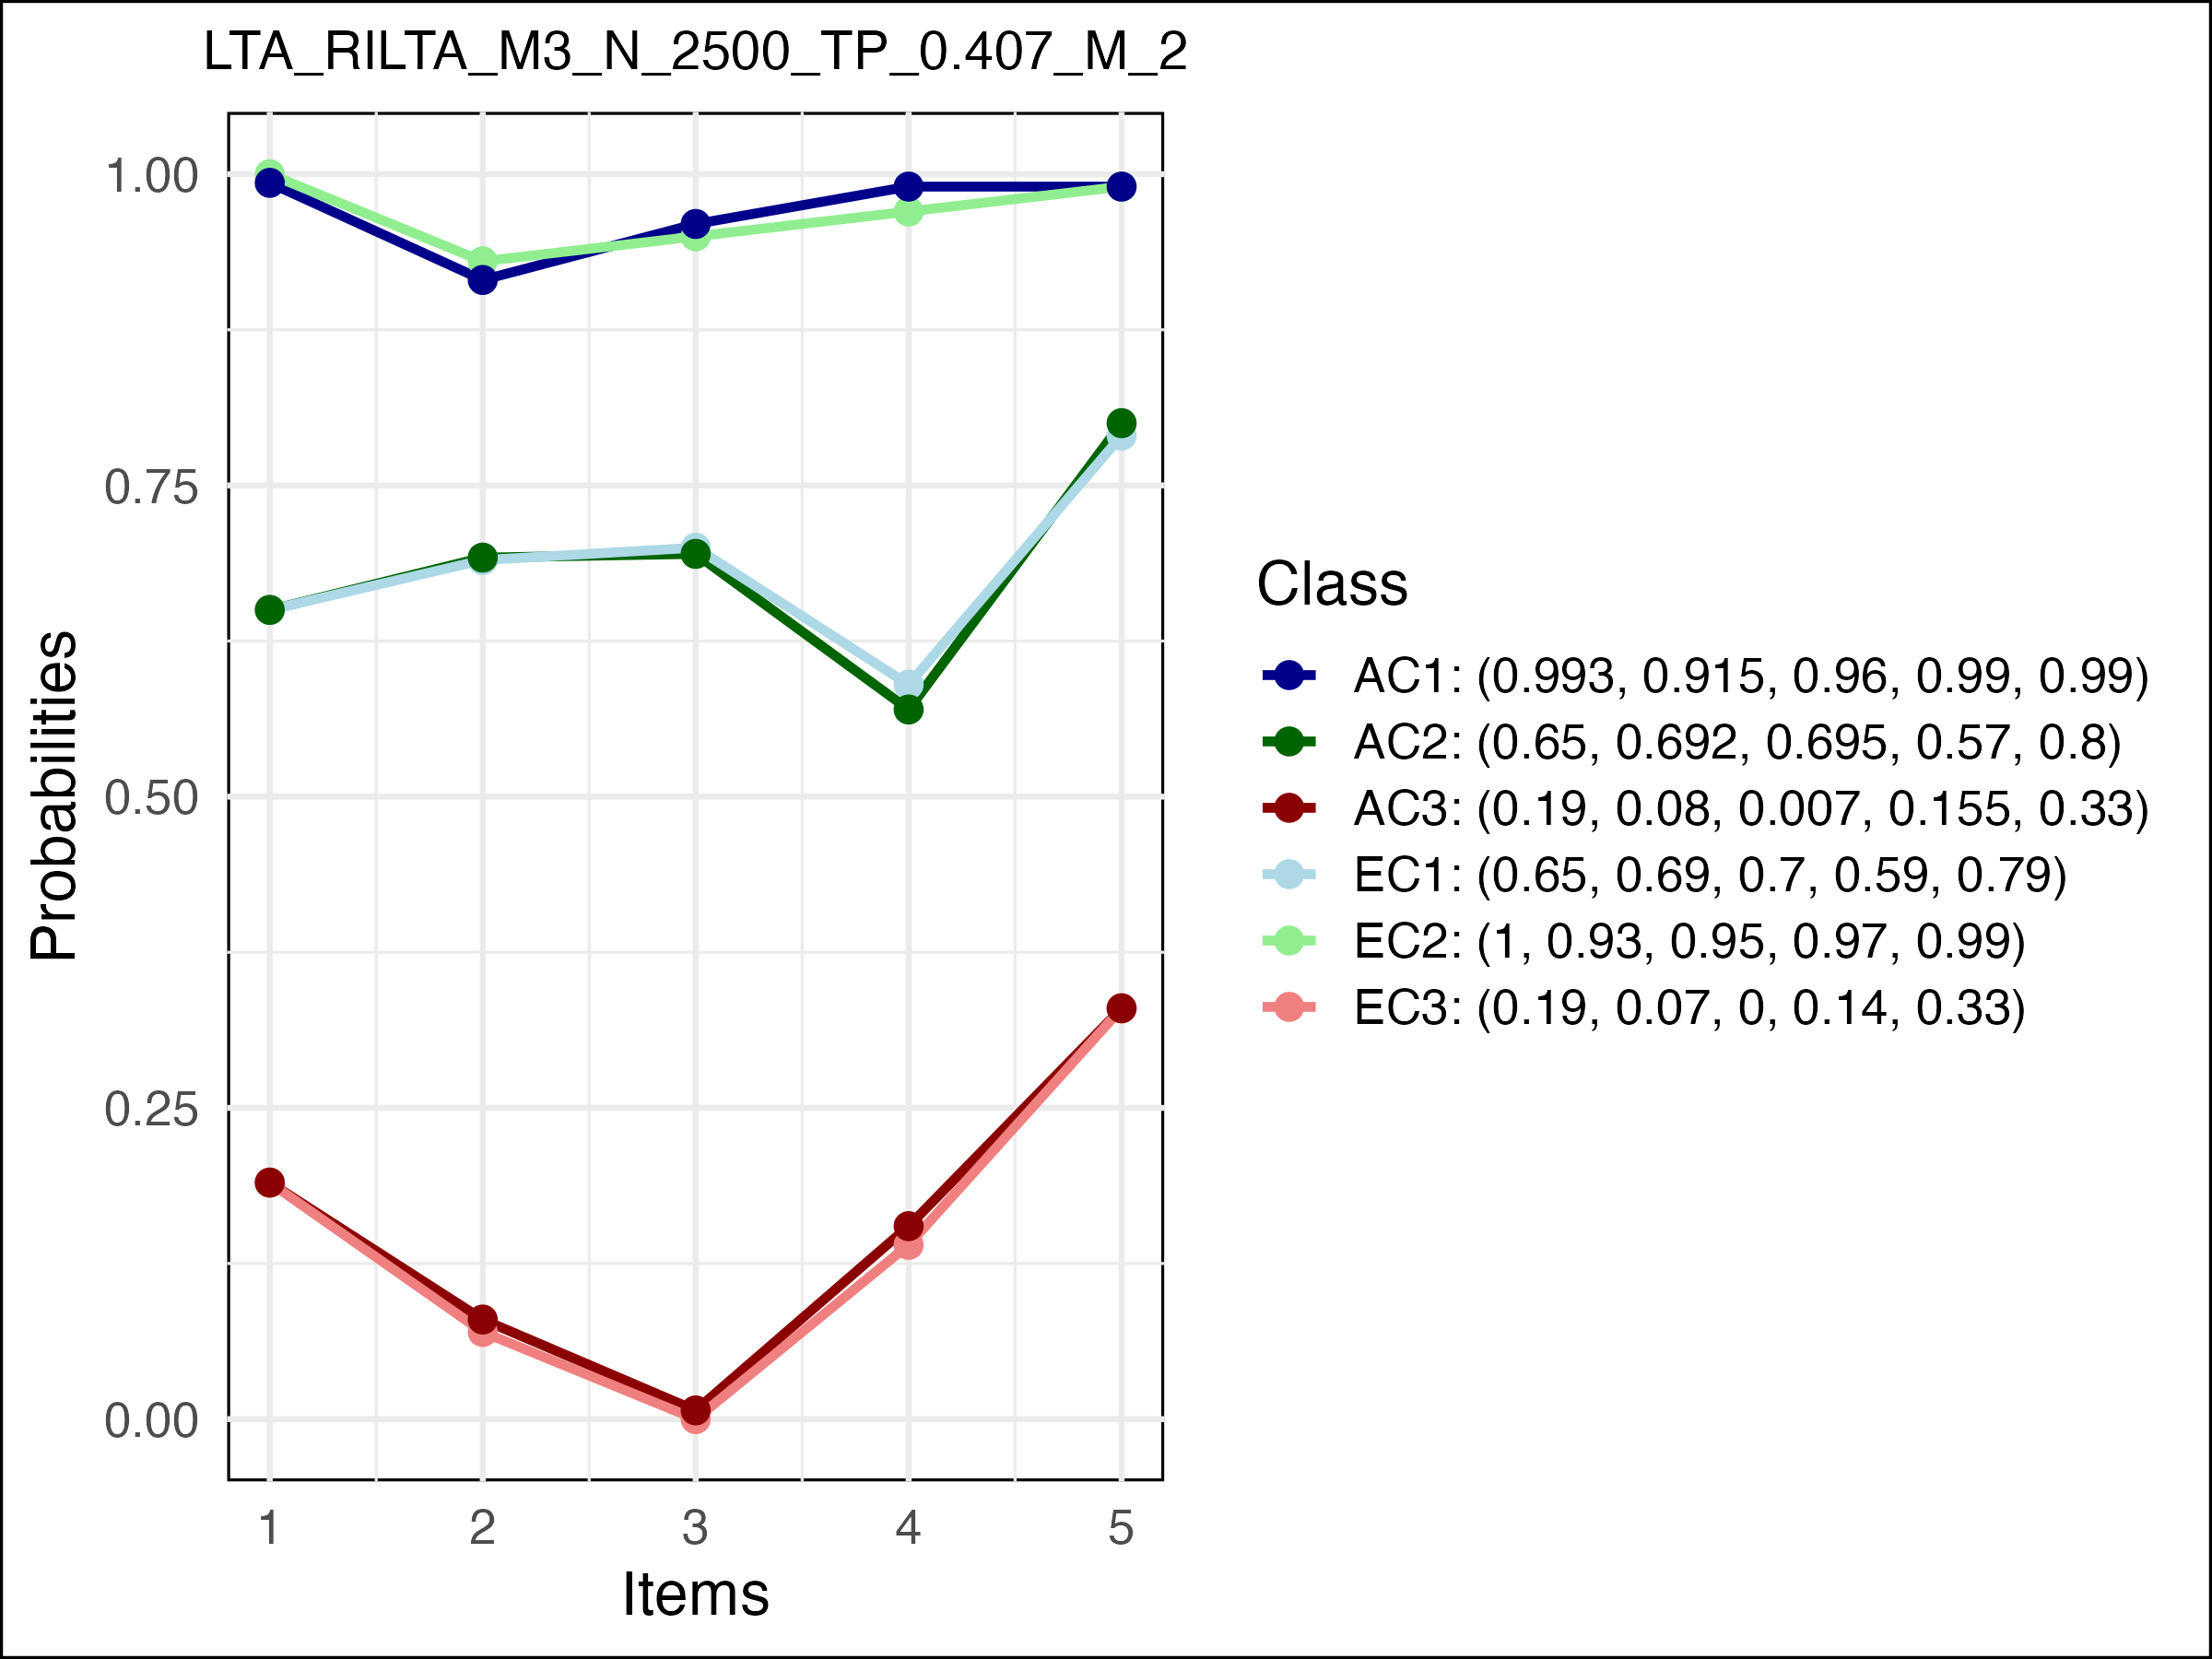 LTA_RILTA_M3_N_2500_TP_0.407_M_2
1.00
0.75
0.50
0.25
0.00
Probabilities
1 2 3 4 5
Items
Class
AC1: (0.993, 0.915, 0.96, 0.99, 0.99)
AC2: (0.65, 0.692, 0.695, 0.57, 0.8)
AC3: (0.19, 0.08, 0.007, 0.155, 0.33)
EC1: (0.65, 0.69, 0.7, 0.59, 0.79)
EC2: (1, 0.93, 0.95, 0.97, 0.99)
EC3: (0.19, 0.07, 0, 0.14, 0.33)